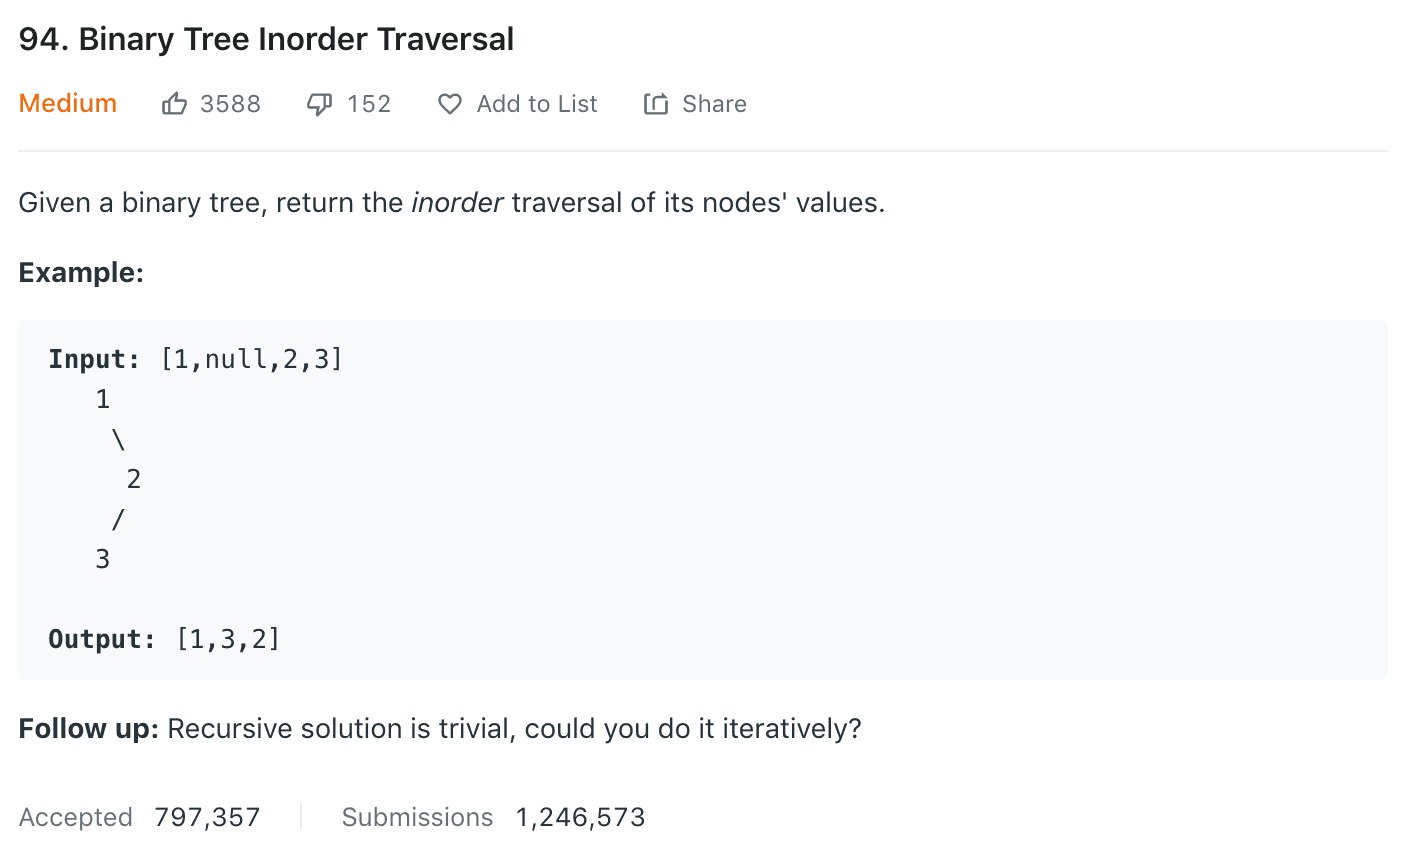 94. Binary Tree Inorder Traversal
Medium 3588 152 Add to List Share
Given a binary tree, return the inorder traversal of its nodes' values.
Example:
Input: [1,null,2,3]
1
\
2
/
3
Output: [1,3,2]
Follow up: Recursive solution is trivial, could you do it iteratively?
Accepted 797,357 Submissions 1,246,573